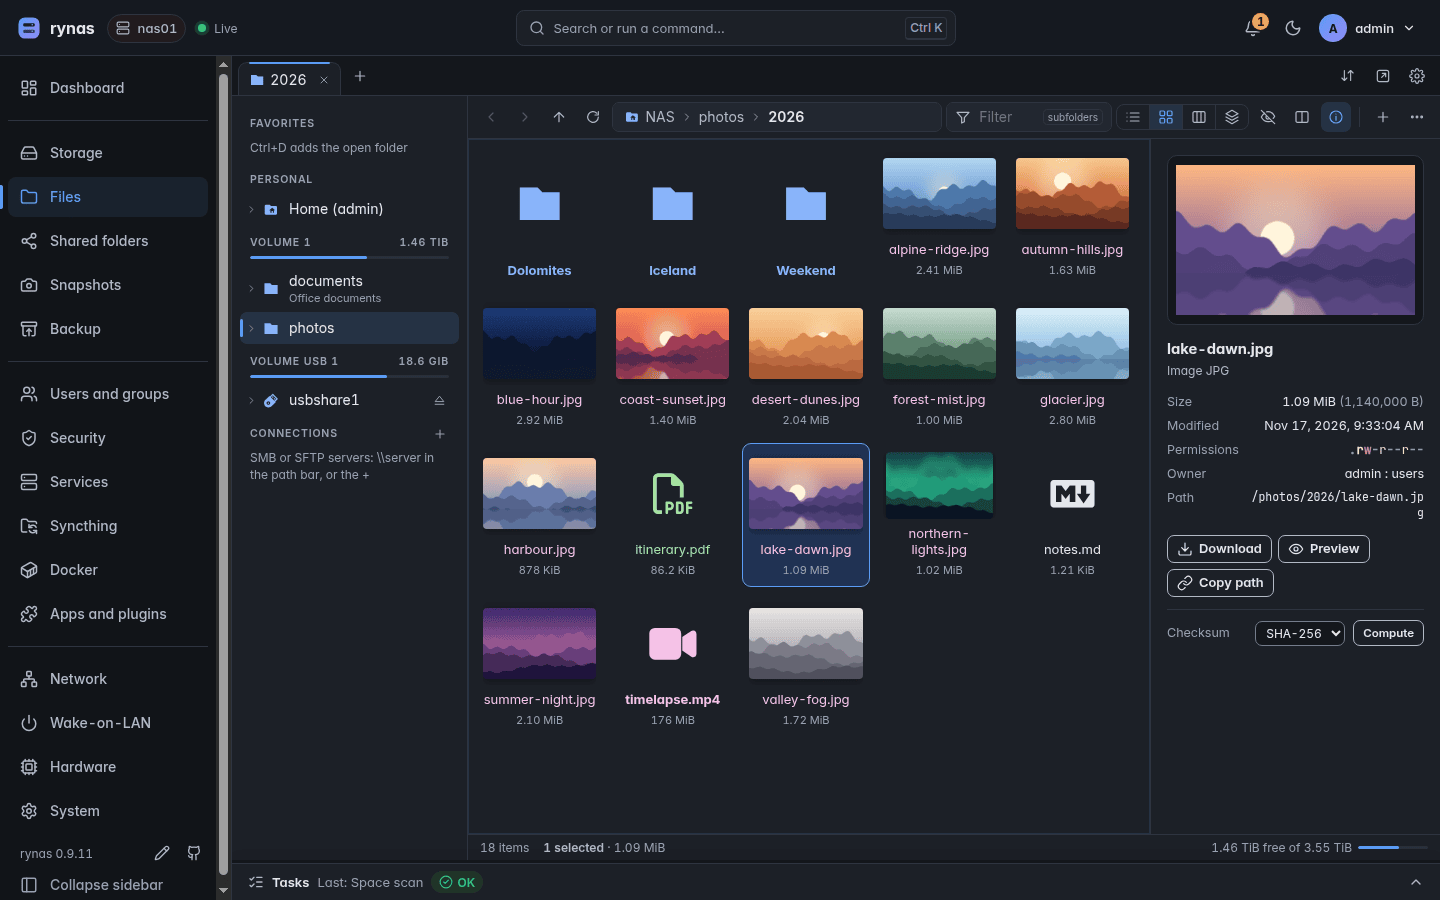 rynas
nas01
Live
Search or run a command...
Ctrl K
1
A
admin
Dashboard
Storage
Files
Shared folders
Snapshots
Backup
Users and groups
Security
Services
Syncthing
Docker
Apps and plugins
Network
Wake-on-LAN
Hardware
System
rynas 0.9.11
Collapse sidebar
2026
FAVORITES
Ctrl+D adds the open folder
PERSONAL
Home (admin)
VOLUME 1 1.46 TIB
documents
Office documents
photos
VOLUME USB 1 18.6 GIB
usbshare1
CONNECTIONS
SMB or SFTP servers: \\server in
the path bar, or the +
NAS photos 2026
Filter subfolders
Dolomites
Iceland
Weekend
alpine-ridge.jpg
2.41 MiB
autumn-hills.jpg
1.63 MiB
blue-hour.jpg
2.92 MiB
coast-sunset.jpg
1.40 MiB
desert-dunes.jpg
2.04 MiB
forest-mist.jpg
1.00 MiB
glacier.jpg
2.80 MiB
harbour.jpg
878 KiB
PDF
itinerary.pdf
86.2 KiB
lake-dawn.jpg
1.09 MiB
northern-
lights.jpg
1.02 MiB
M
notes.md
1.21 KiB
summer-night.jpg
2.10 MiB
timelapse.mp4
176 MiB
valley-fog.jpg
1.72 MiB
lake-dawn.jpg
Image JPG
Size 1.09 MiB (1,140,000 B)
Modified Nov 17, 2026, 9:33:04 AM
Permissions .rw-r--r--
Owner admin : users
Path /photos/2026/lake-dawn.jp
g
Download
Preview
Copy path
Checksum SHA-256 Compute
18 items 1 selected · 1.09 MiB
1.46 TiB free of 3.55 TiB
Tasks Last: Space scan OK